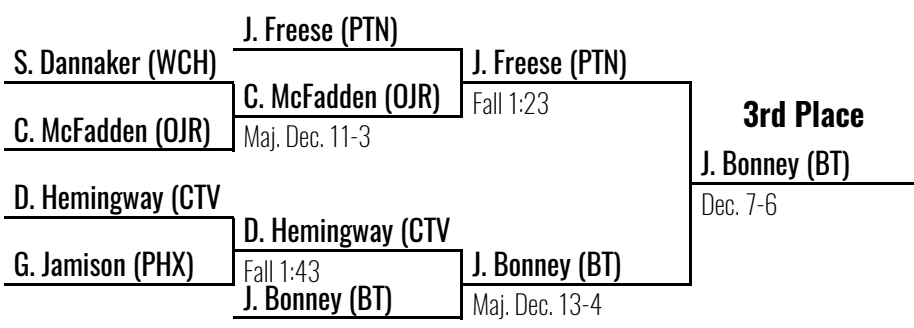 J. Freese (PTN)
S. Dannaker (WCH)
J. Freese (PTN)
C. McFadden (OJR)
Fall 1:23
3rd Place
C. McFadden (OJR)
Maj. Dec. 11-3
J. Bonney (BT)
D. Hemingway (CTV
Dec. 7-6
D. Hemingway (CTV
G. Jamison (PHX)
Fall 1:43
J. Bonney (BT)
J. Bonney (BT)
Maj. Dec. 13-4